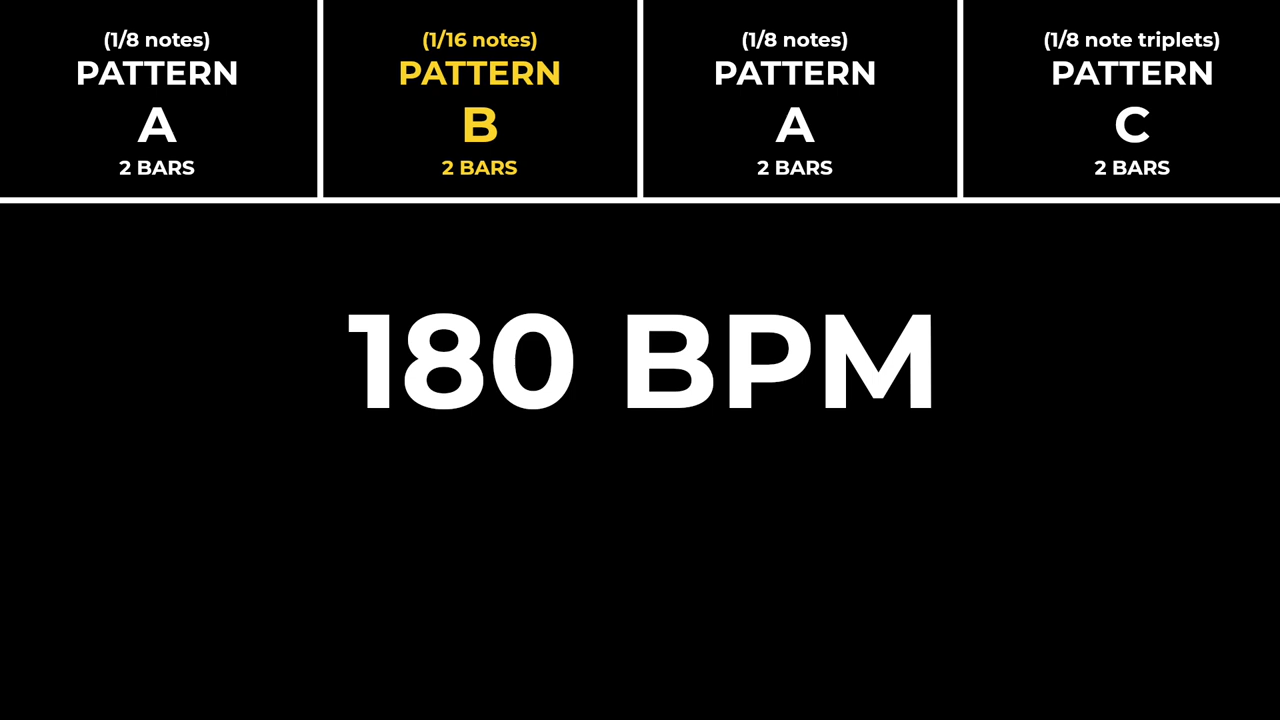 (1/8 notes)
PATTERN
A
2 BARS
(1/16 notes)
PATTERN
B
2 BARS
(1/8 notes)
PATTERN
A
2 BARS
(1/8 note triplets)
PATTERN
C
2 BARS
180 BPM